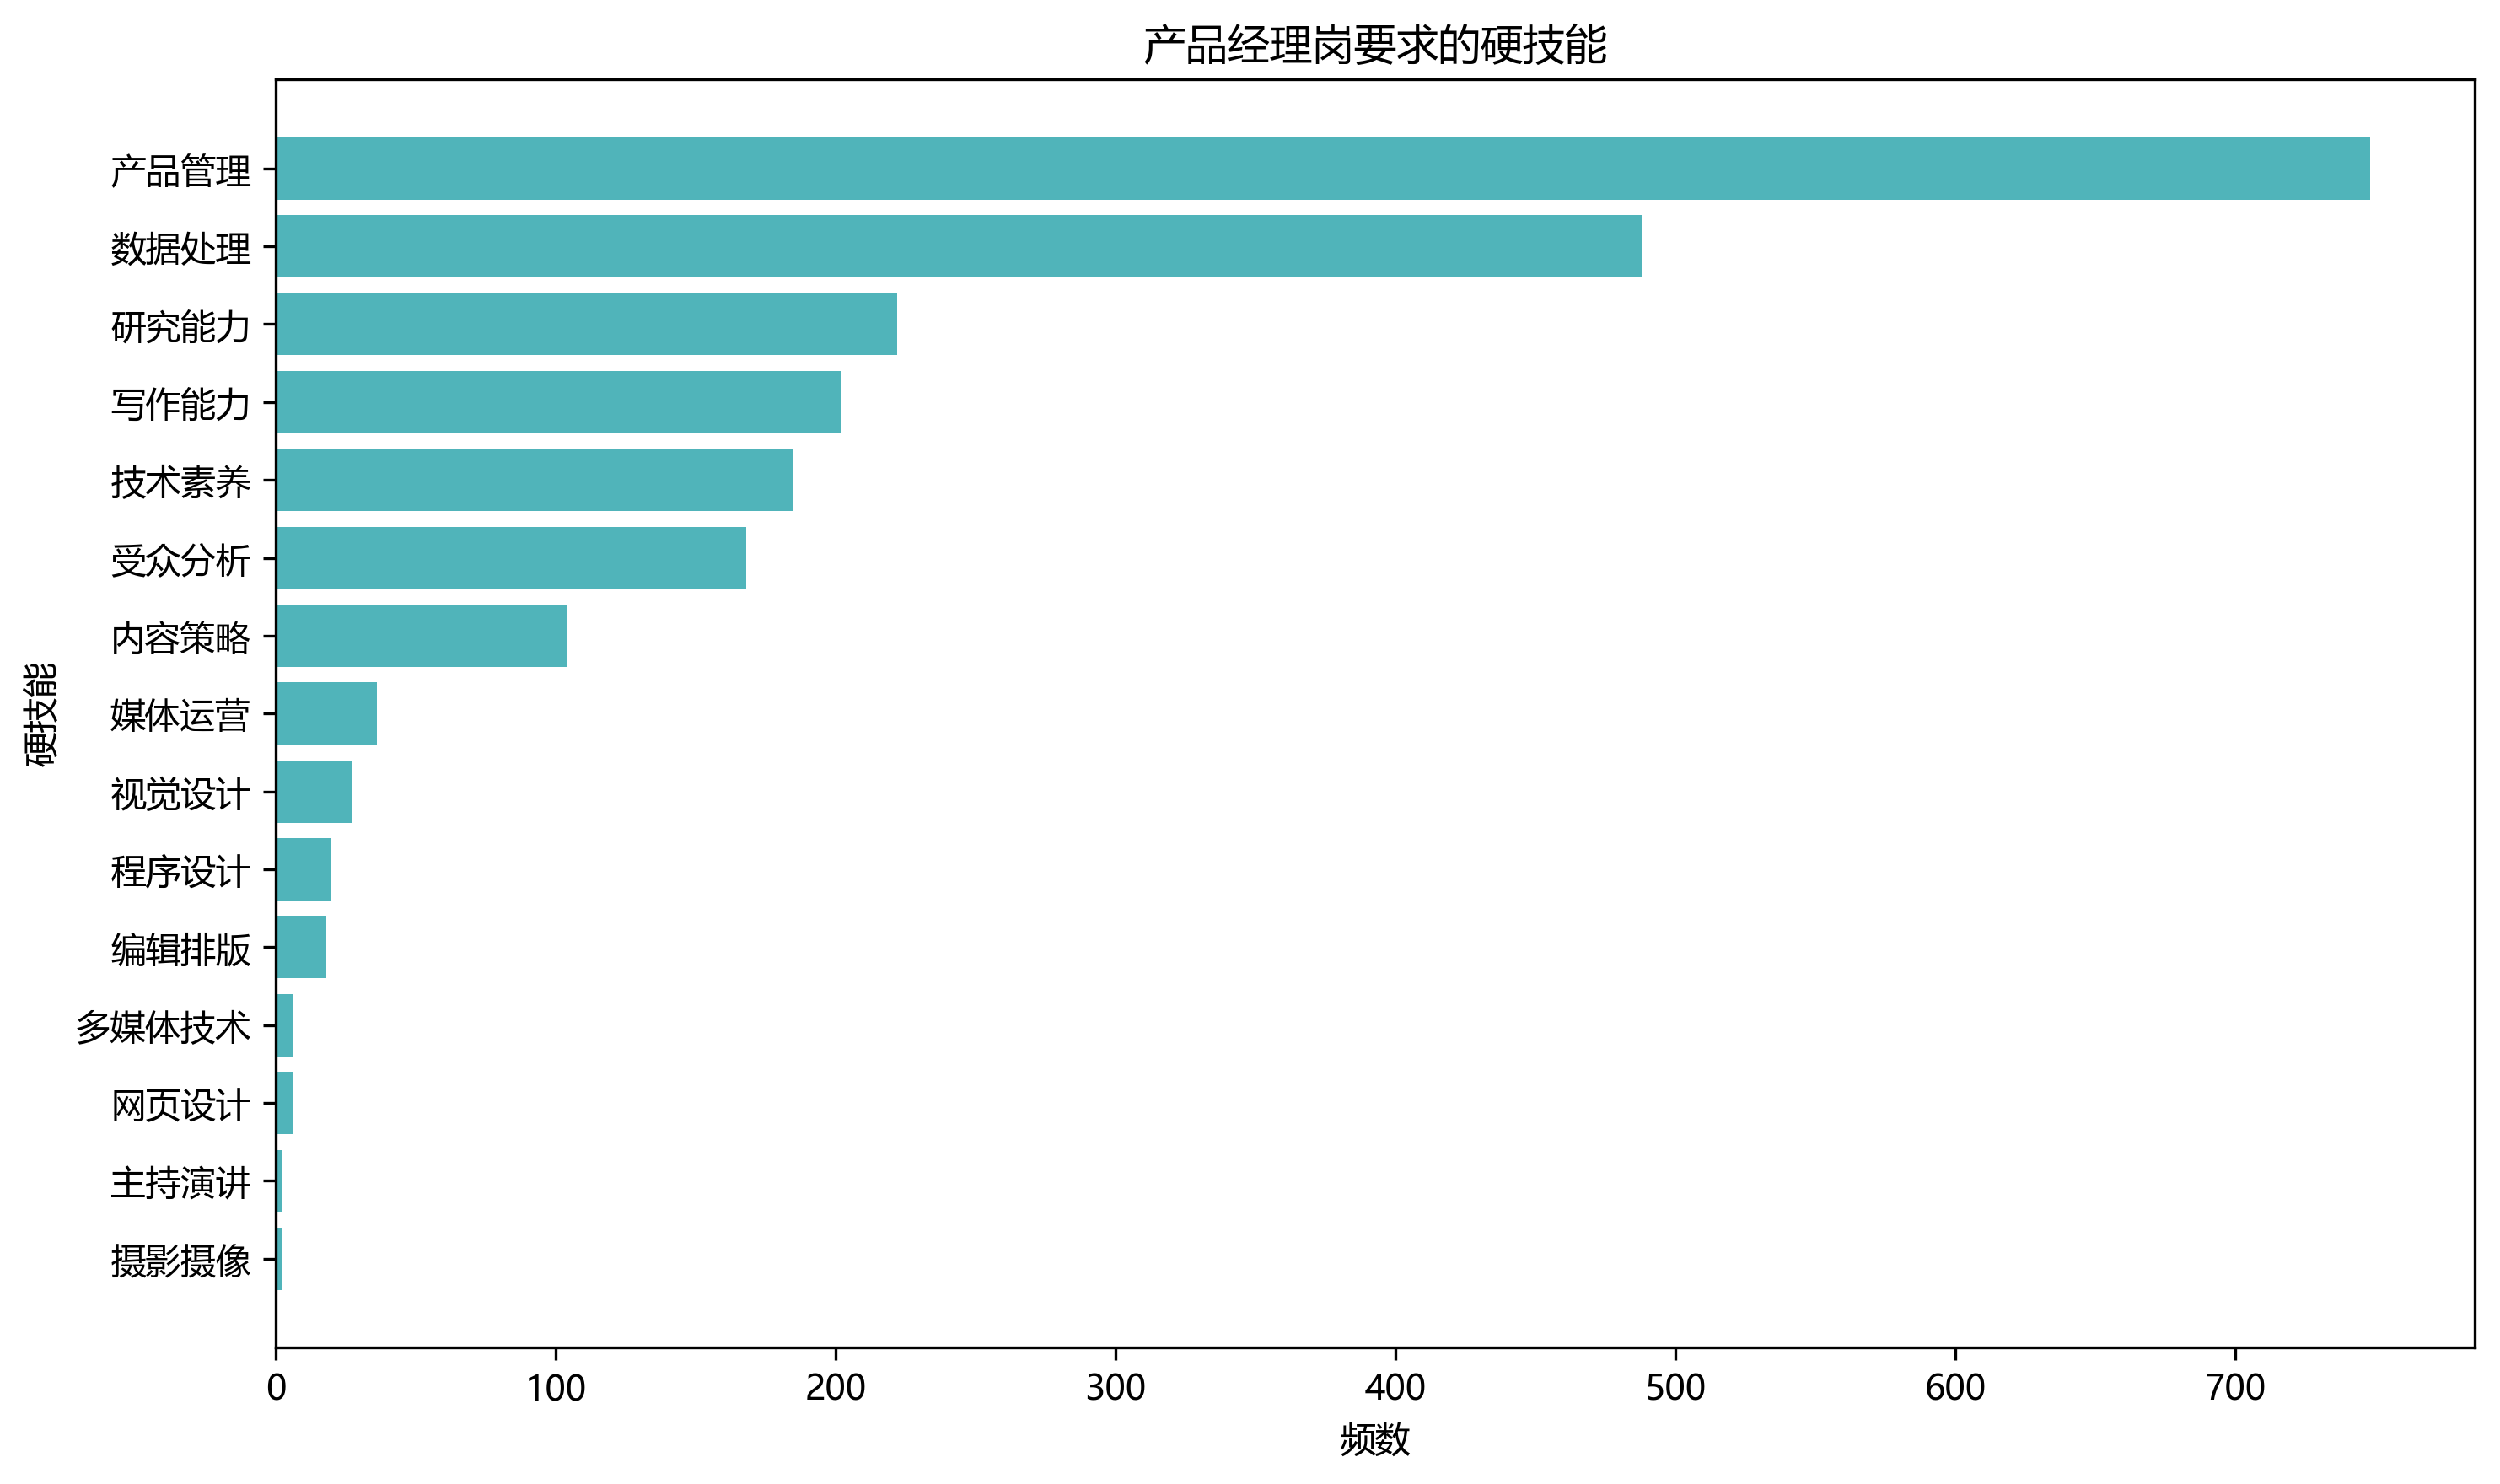 产品经理岗要求的硬技能
硬技能
产品管理
数据处理
研究能力
写作能力
技术素养
受众分析
内容策略
媒体运营
视觉设计
程序设计
编辑排版
多媒体技术
网页设计
主持演讲
摄影摄像
0 100 200 300 400 500 600 700
频数